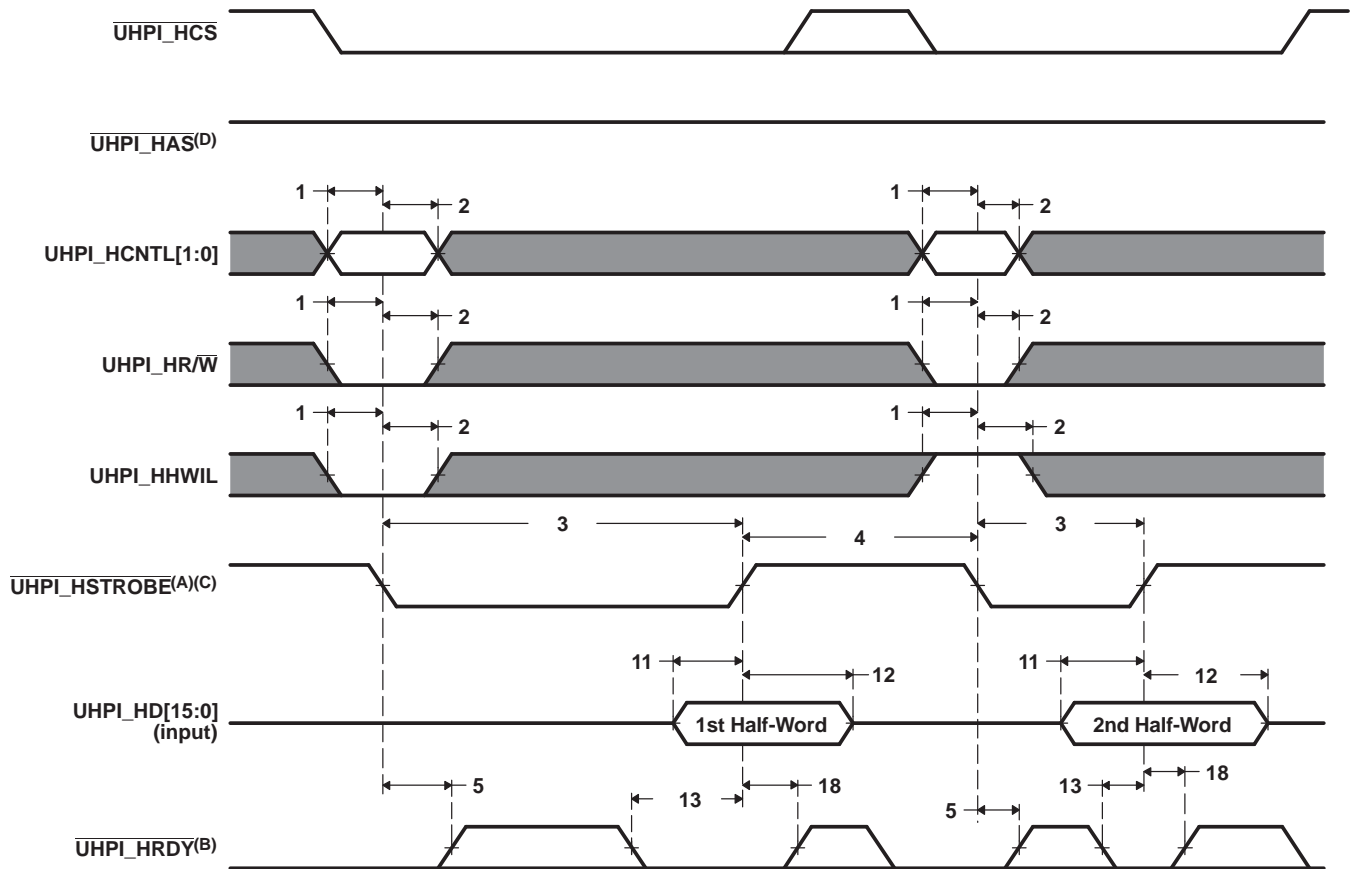 UHPI_HCS
UHPI_HAS(D)
1
2
1
2
UHPI_HCNTL[1:0]
1
2
1
2
UHPI_HR/W
1
2
1
2
UHPI_HHWIL
3
4
3
UHPI_HSTROBE(A)(C)
11
12
11
12
UHPI_HD[15:0]
(input)
1st Half-Word
2nd Half-Word
5
13
18
5
13
18
UHPI_HRDY(B)